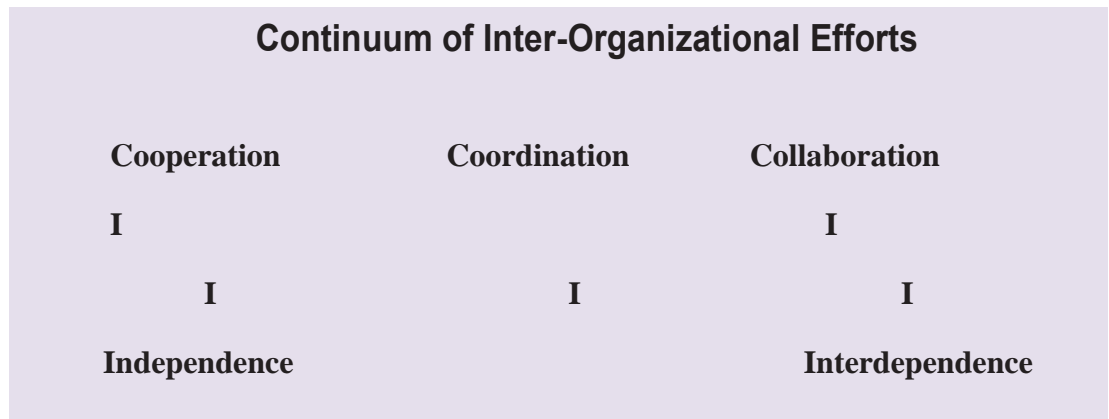 Continuum of Inter-Organizational Efforts
Cooperation Coordination Collaboration
I I
I I I
Independence Interdependence